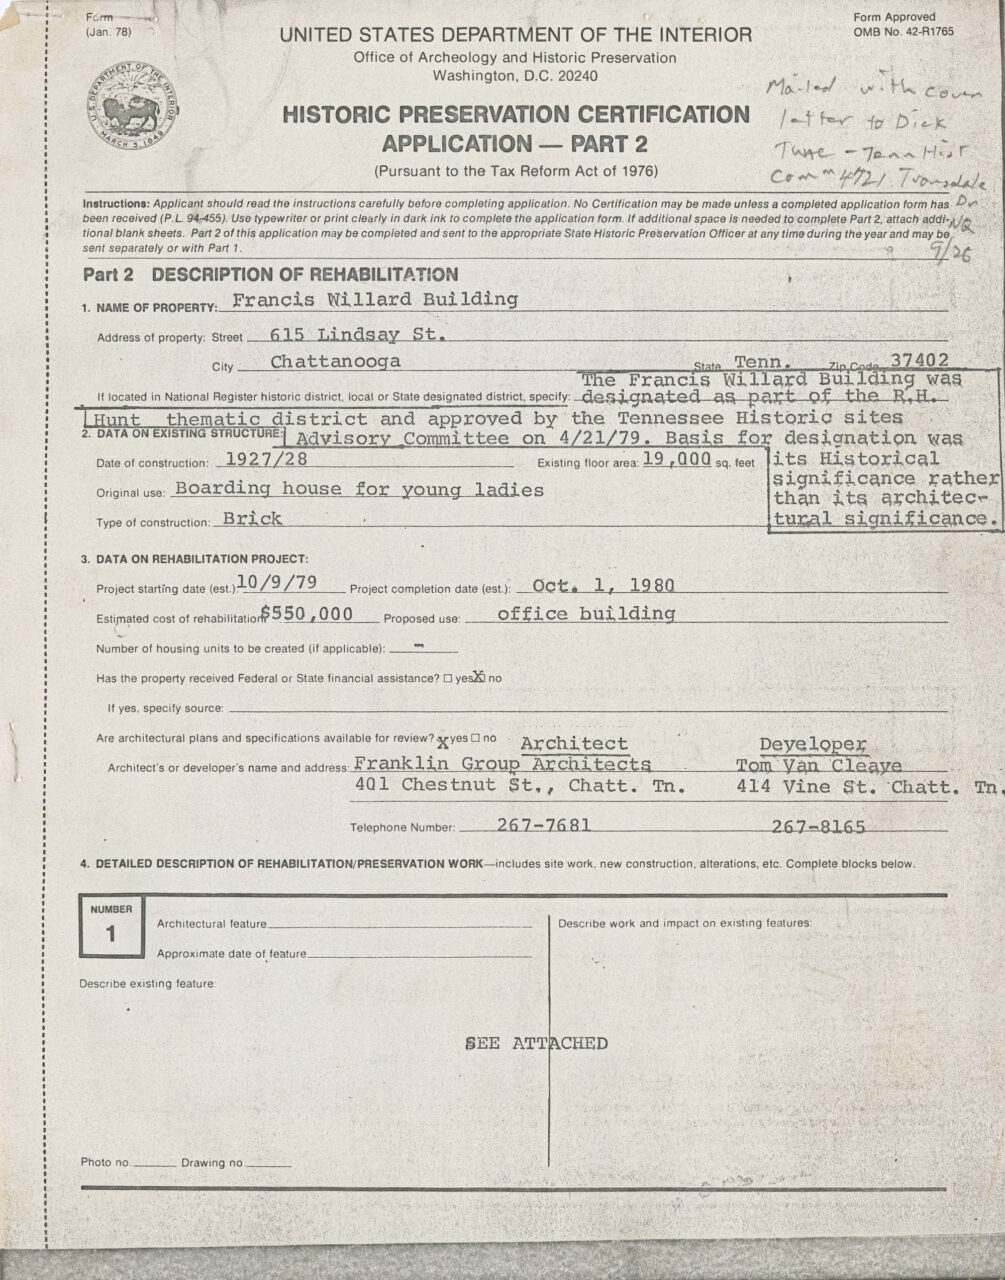 Form
(Jan. 78)
Form Approved
OMB No. 42-R1765
UNITED STATES DEPARTMENT OF THE INTERIOR
Office of Archeology and Historic Preservation
Washington, D.C. 20240
U.S. DEPARTMENT OF THE INTERIOR
MARCH 3, 1849
HISTORIC PRESERVATION CERTIFICATION
APPLICATION — PART 2
(Pursuant to the Tax Reform Act of 1976)
Mailed with cover
letter to Dick
Tune - Tenn Hist
Comm 4721 Trousdale
Dr
9/26
Instructions: Applicant should read the instructions carefully before completing application. No Certification may be made unless a completed application form has
been received (P.L. 94-455). Use typewriter or print clearly in dark ink to complete the application form. If additional space is needed to complete Part 2, attach addi-
tional blank sheets. Part 2 of this application may be completed and sent to the appropriate State Historic Preservation Officer at any time during the year and may be
sent separately or with Part 1.
Part 2 DESCRIPTION OF REHABILITATION
1. NAME OF PROPERTY: Francis Willard Building
Address of property: Street 615 Lindsay St.
City Chattanooga State Tenn. Zip Code 37402
The Francis Willard Building was
If located in National Register historic district, local or State designated district, specify: designated as part of the R.H.
Hunt thematic district and approved by the Tennessee Historic sites
2. DATA ON EXISTING STRUCTURE: Advisory Committee on 4/21/79. Basis for designation was
Date of construction: 1927/28 Existing floor area: 19,000 sq. feet its Historical
significance rather
Original use: Boarding house for young ladies
than its architec-
Type of construction: Brick tural significance.
3. DATA ON REHABILITATION PROJECT:
Project starting date (est.): 10/9/79 Project completion date (est.): Oct. 1, 1980
Estimated cost of rehabilitation: $550,000 Proposed use: office building
Number of housing units to be created (if applicable): -
Has the property received Federal or State financial assistance? ☐ yes X no
If yes, specify source:
Are architectural plans and specifications available for review? X yes ☐ no Architect Developer
Architect's or developer's name and address: Franklin Group Architects Tom Van Cleave
401 Chestnut St., Chatt. Tn. 414 Vine St. Chatt. Tn.
Telephone Number: 267-7681 267-8165
4. DETAILED DESCRIPTION OF REHABILITATION/PRESERVATION WORK—includes site work, new construction, alterations, etc. Complete blocks below.
NUMBER
1
Architectural feature
Approximate date of feature
Describe existing feature:
Describe work and impact on existing features:
SEE ATTACHED
Photo no. Drawing no.